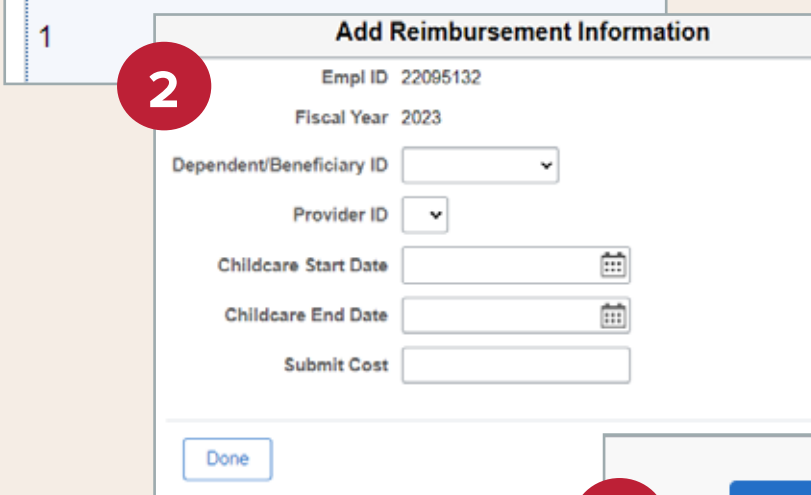 1
Add Reimbursement Information
2
Empl ID 22095132
Fiscal Year 2023
Dependent/Beneficiary ID
Provider ID
Childcare Start Date
Childcare End Date
Submit Cost
Done